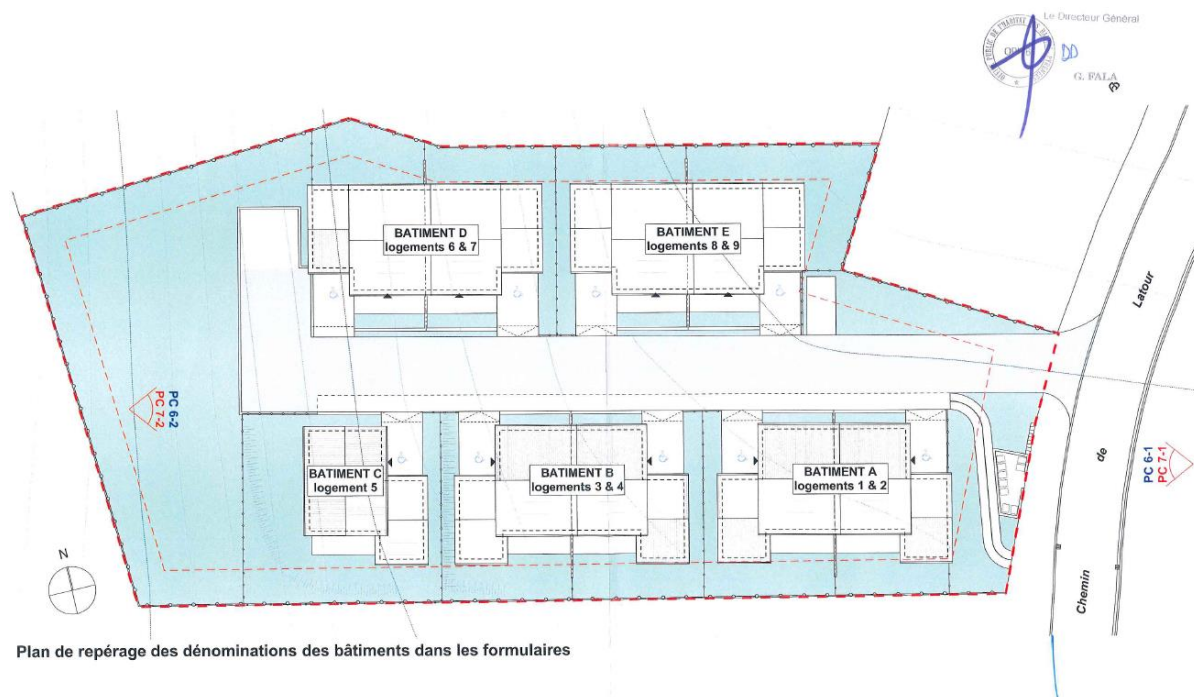 Le Directeur Général
DD
G. FALA
BATIMENT D
logements 6 & 7
BATIMENT E
logements 8 & 9
Latour
PC 6-2
PC 7-2
BATIMENT C
logement 5
BATIMENT B
logements 3 & 4
BATIMENT A
logements 1 & 2
de
PC 6-1
PC 7-1
N
Chemin
Plan de repérage des dénominations des bâtiments dans les formulaires